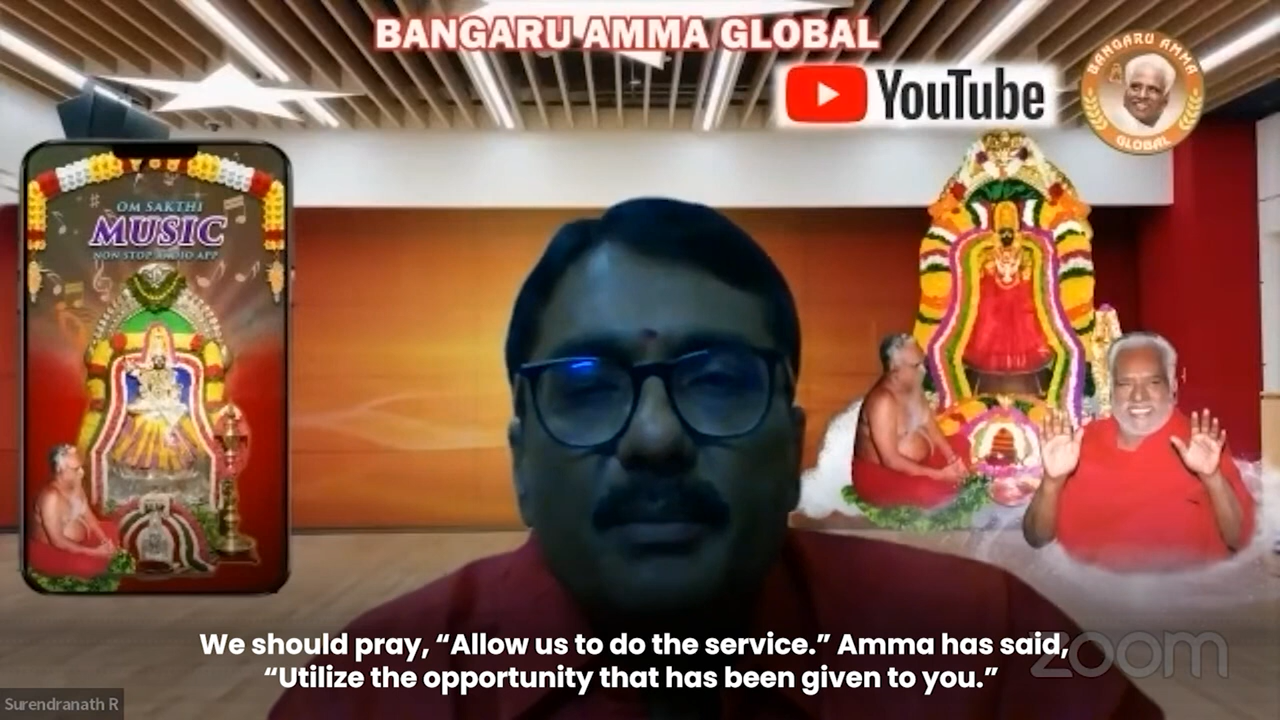 BANGARU AMMA GLOBAL
YouTube
BANGARU AMMA
GLOBAL
OM SAKTHI
MUSIC
NON STOP RADIO APP
We should pray, “Allow us to do the service.” Amma has said,
“Utilize the opportunity that has been given to you.”
zoom
Surendranath R